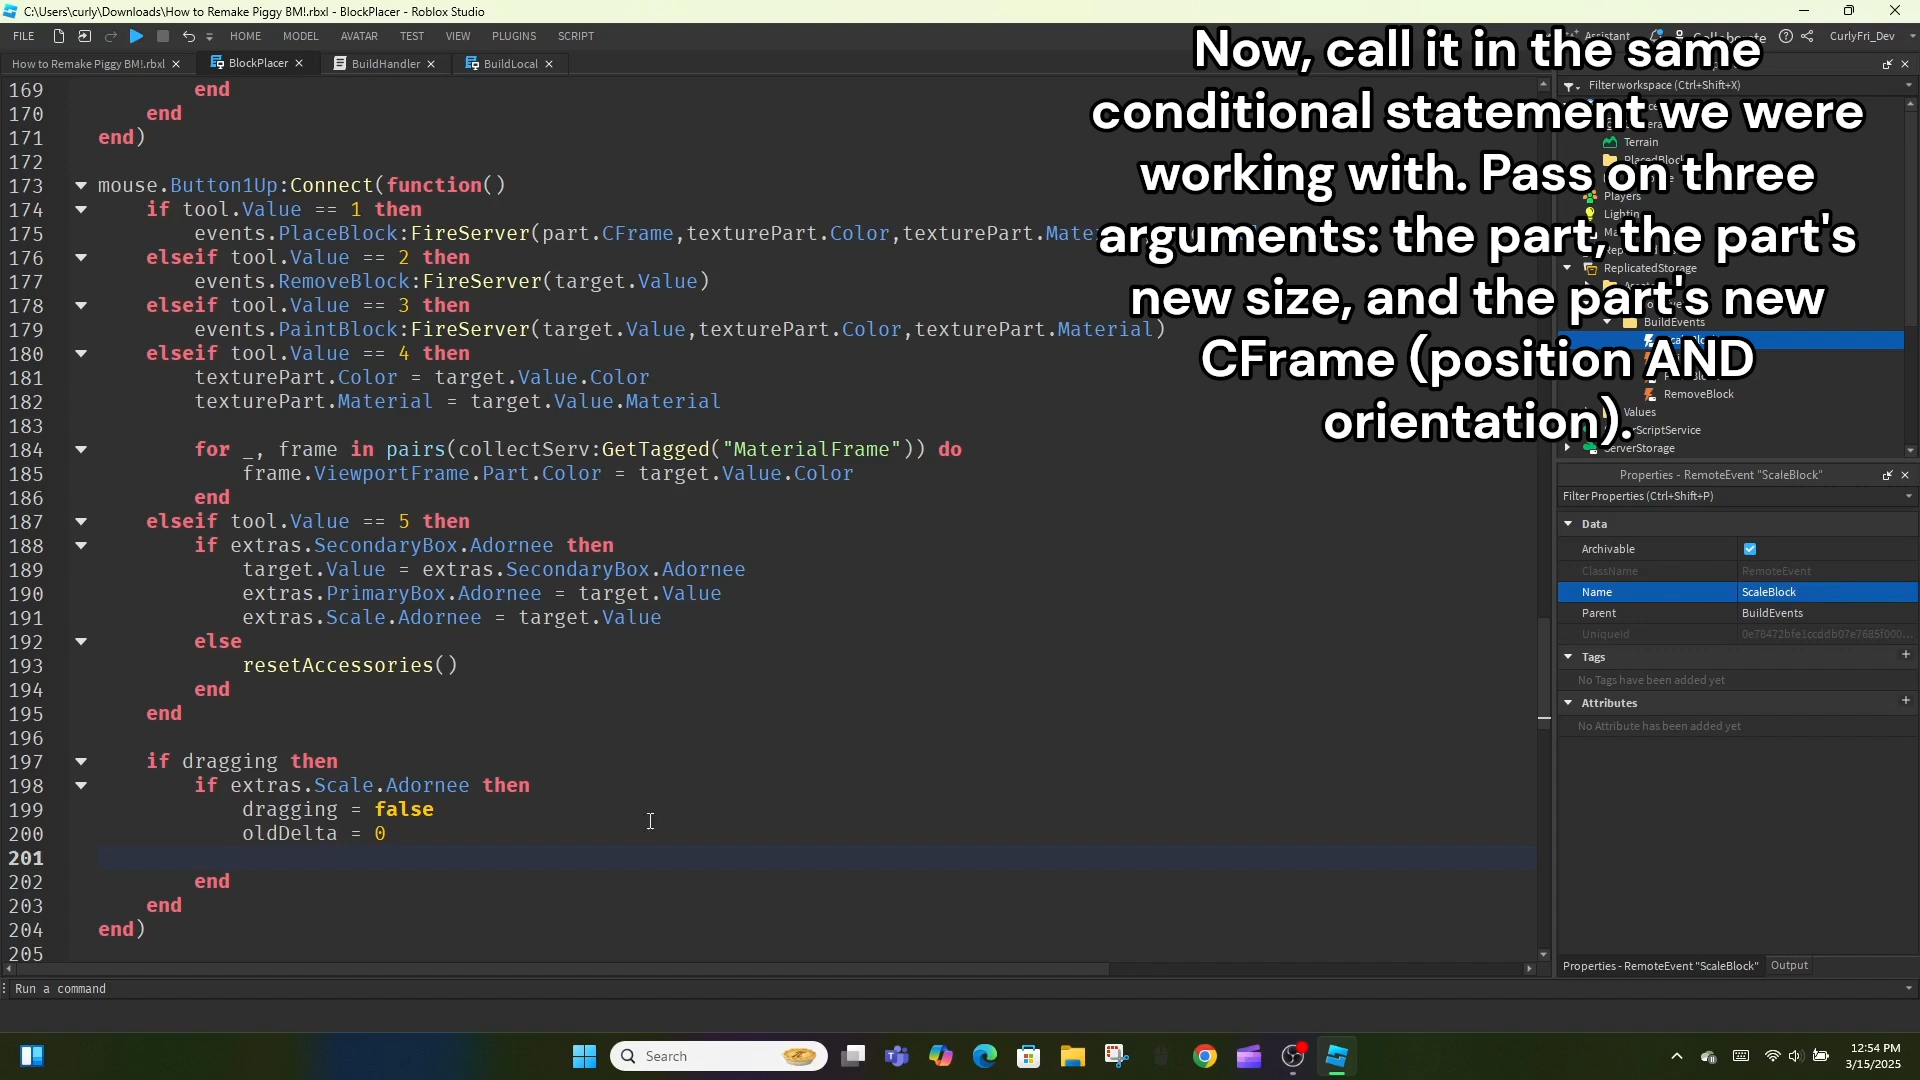 C:\Users\curly\Downloads\How to Remake Piggy BM!.rbxl - BlockPlacer - Roblox Studio
FILE HOME MODEL AVATAR TEST VIEW PLUGINS SCRIPT
Assistant Collaborate CurlyFri_Dev
How to Remake Piggy BM!.rbxl BlockPlacer BuildHandler BuildLocal
Now, call it in the same
conditional statement we were
working with. Pass on three
arguments: the part, the part's
new size, and the part's new
CFrame (position AND
orientation).
169 end
170 end
171 end)
172
173 mouse.Button1Up:Connect(function()
174 if tool.Value == 1 then
175 events.PlaceBlock:FireServer(part.CFrame,texturePart.Color,texturePart.Mate
176 elseif tool.Value == 2 then
177 events.RemoveBlock:FireServer(target.Value)
178 elseif tool.Value == 3 then
179 events.PaintBlock:FireServer(target.Value,texturePart.Color,texturePart.Material)
180 elseif tool.Value == 4 then
181 texturePart.Color = target.Value.Color
182 texturePart.Material = target.Value.Material
183
184 for _, frame in pairs(collectServ:GetTagged("MaterialFrame")) do
185 frame.ViewportFrame.Part.Color = target.Value.Color
186 end
187 elseif tool.Value == 5 then
188 if extras.SecondaryBox.Adornee then
189 target.Value = extras.SecondaryBox.Adornee
190 extras.PrimaryBox.Adornee = target.Value
191 extras.Scale.Adornee = target.Value
192 else
193 resetAccessories()
194 end
195 end
196
197 if dragging then
198 if extras.Scale.Adornee then
199 dragging = false
200 oldDelta = 0
201
202 end
203 end
204 end)
205
Run a command
Filter workspace (Ctrl+Shift+X)
Terrain
Players
ReplicatedStorage
BuildEvents
RemoveBlock
Values
ServerStorage
Properties - RemoteEvent "ScaleBlock"
Filter Properties (Ctrl+Shift+P)
Data
Archivable
ClassName RemoteEvent
Name ScaleBlock
Parent BuildEvents
UniqueId 0e78472bfe1ccddb07e7685f000...
Tags
No Tags have been added yet
Attributes
No Attribute has been added yet
Properties - RemoteEvent "ScaleBlock" Output
Search
12:54 PM
3/15/2025